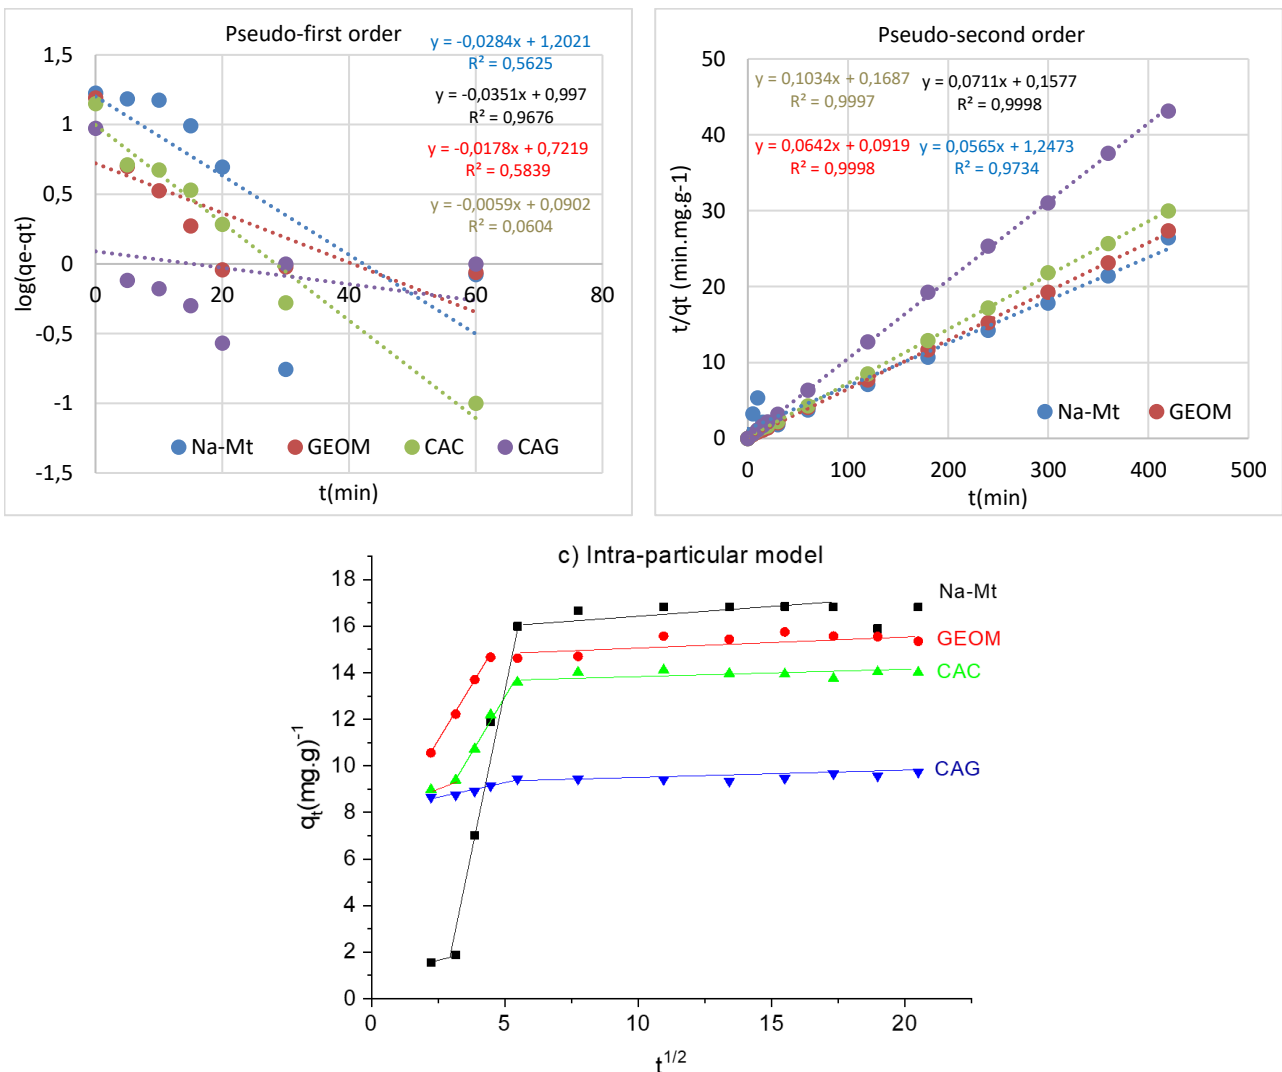 Pseudo-first order
y = -0,0284x + 1,2021
R² = 0,5625
y = -0,0351x + 0,997
R² = 0,9676
y = -0,0178x + 0,7219
R² = 0,5839
y = -0,0059x + 0,0902
R² = 0,0604
1,5
1
0,5
0
-0,5
-1
-1,5
0 20 40 60 80
log(qe-qt)
Na-Mt GEOM CAC CAG
t(min)
Pseudo-second order
y = 0,1034x + 0,1687
R² = 0,9997
y = 0,0711x + 0,1577
R² = 0,9998
y = 0,0642x + 0,0919
R² = 0,9998
y = 0,0565x + 1,2473
R² = 0,9734
50
40
30
20
10
0
t/qt (min.mg.g-1)
Na-Mt GEOM
0 100 200 300 400 500
t(min)
c) Intra-particular model
18
16
14
12
10
8
6
4
2
0
qt(mg.g)-1
Na-Mt
GEOM
CAC
CAG
0 5 10 15 20
t1/2